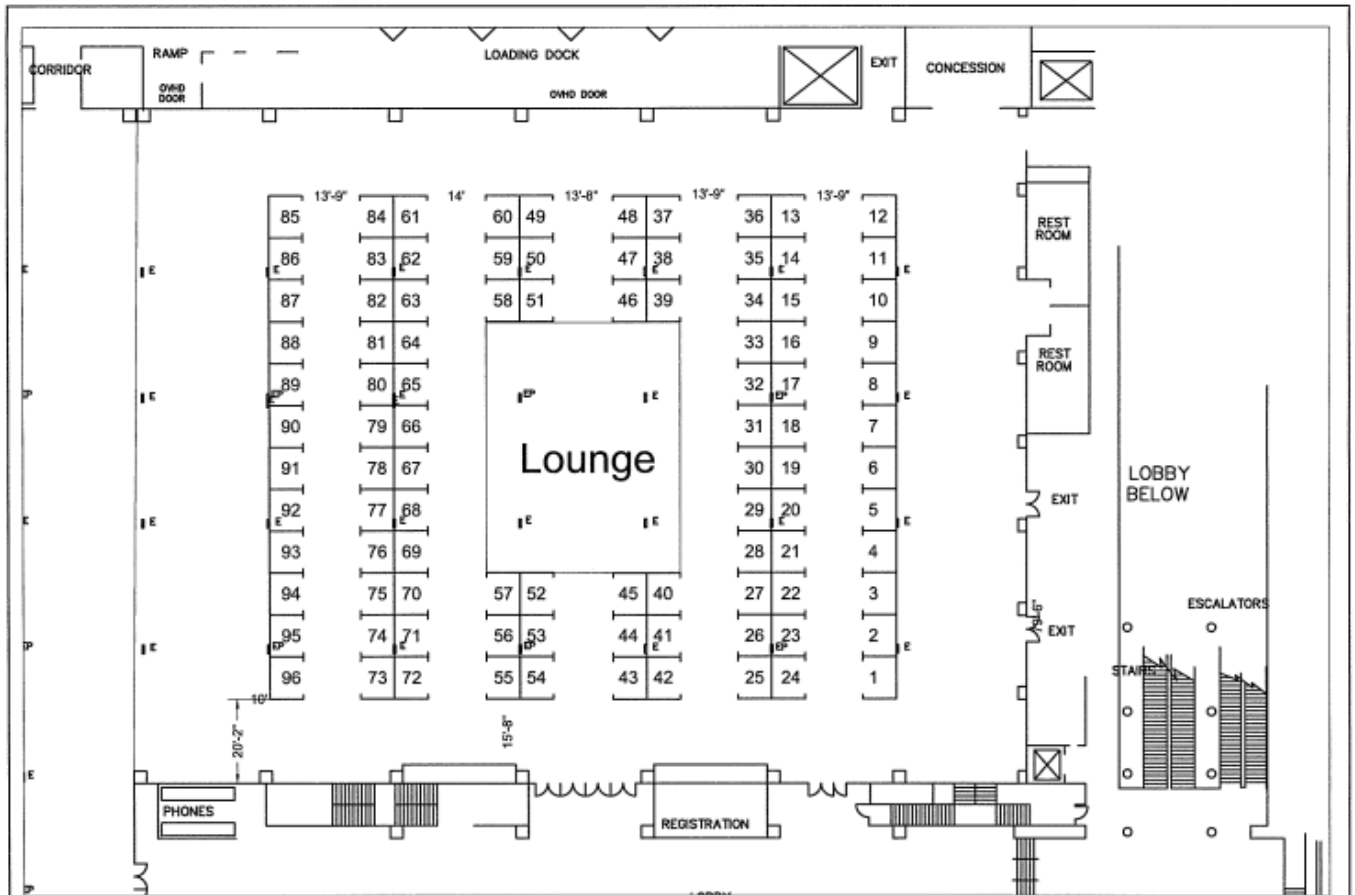 RAMP
LOADING DOCK
EXIT
CONCESSION
CORRIDOR
OVHD
DOOR
OVHD DOOR
13'-9" 14' 13'-8" 13'-9" 13'-9"
85 84 61 60 49 48 37 36 13 12
REST
ROOM
86 83 62 59 50 47 38 35 14 11
E E E E E E E E
87 82 63 58 51 46 39 34 15 10
88 81 64 33 16 9
REST
ROOM
89 80 65 32 17 8
E EP E E E EP E EP E
90 79 66 31 18 7
91 78 67 Lounge 30 19 6
LOBBY
BELOW
92 77 68 29 20 5
EXIT
E E E E E E E E
93 76 69 28 21 4
94 75 70 57 52 45 40 27 22 3
ESCALATORS
95 74 71 56 53 44 41 26 23 2
EXIT
E EP E EP E EP E
STAIRS
96 73 72 55 54 43 42 25 24 1
10'
20'-2"
15'-8"
E
PHONES
REGISTRATION
LOBBY